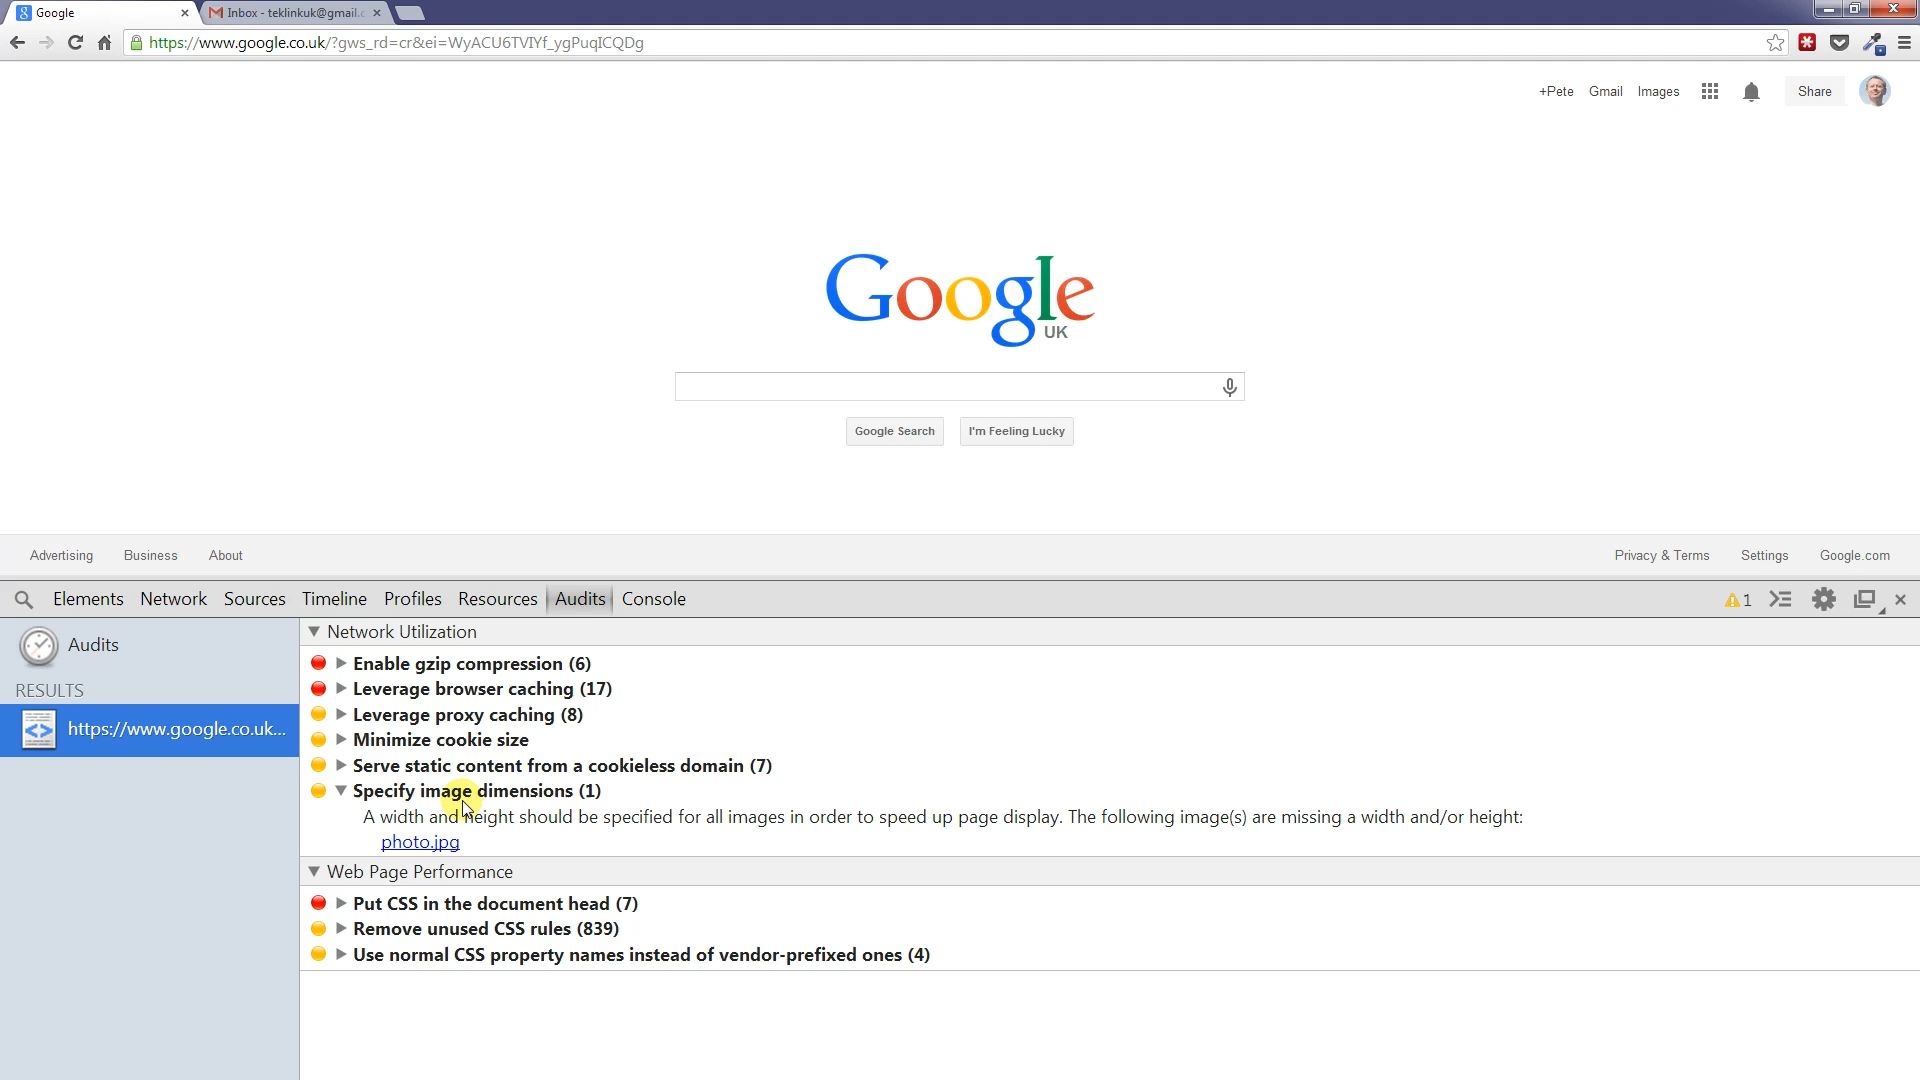 Google
Inbox - teklinkuk@gmail.c
https://www.google.co.uk/?gws_rd=cr&ei=WyACU6TVIYf_ygPuqICQDg
+Pete Gmail Images Share
Google
UK
Google Search I'm Feeling Lucky
Advertising Business About Privacy & Terms Settings Google.com
Elements Network Sources Timeline Profiles Resources Audits Console 1
Audits
RESULTS
https://www.google.co.uk...
Network Utilization
Enable gzip compression (6)
Leverage browser caching (17)
Leverage proxy caching (8)
Minimize cookie size
Serve static content from a cookieless domain (7)
Specify image dimensions (1)
A width and height should be specified for all images in order to speed up page display. The following image(s) are missing a width and/or height:
photo.jpg
Web Page Performance
Put CSS in the document head (7)
Remove unused CSS rules (839)
Use normal CSS property names instead of vendor-prefixed ones (4)